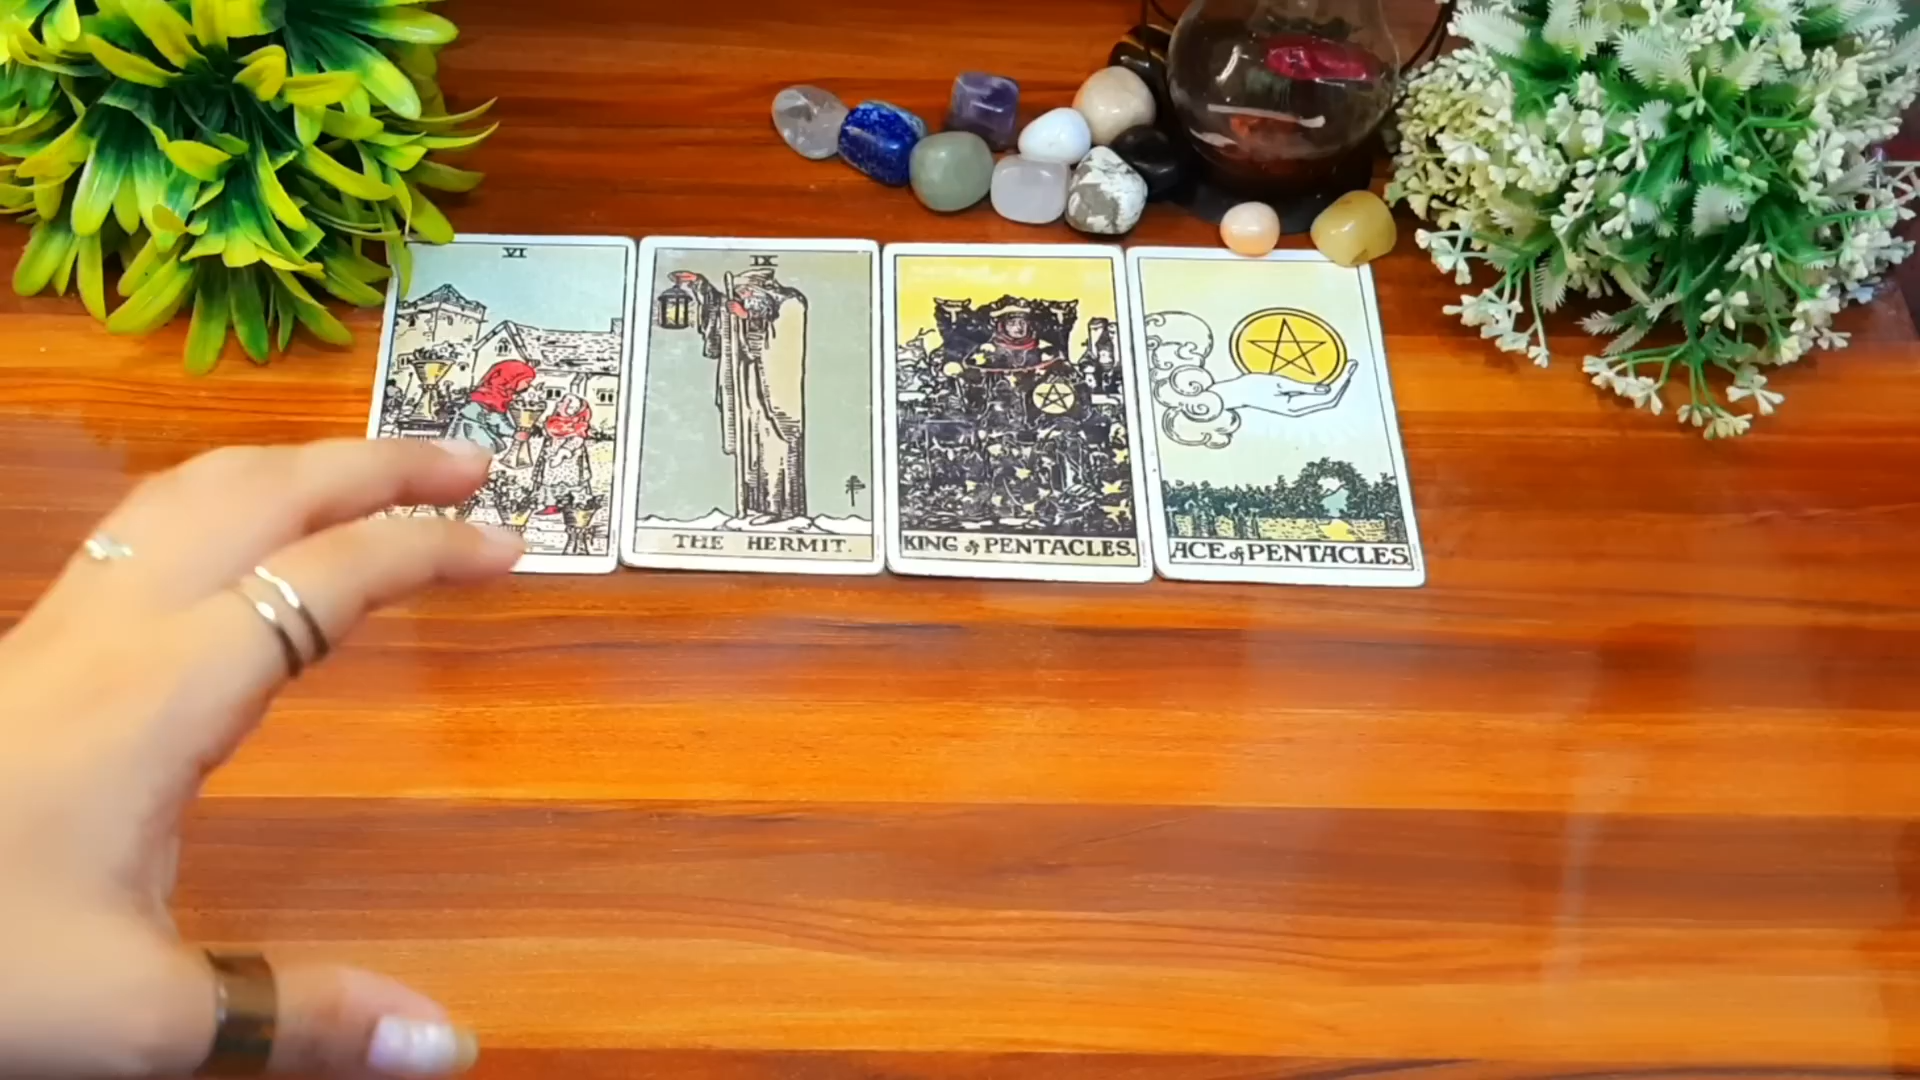 VI
IX
THE HERMIT.
KING of PENTACLES.
ACE of PENTACLES